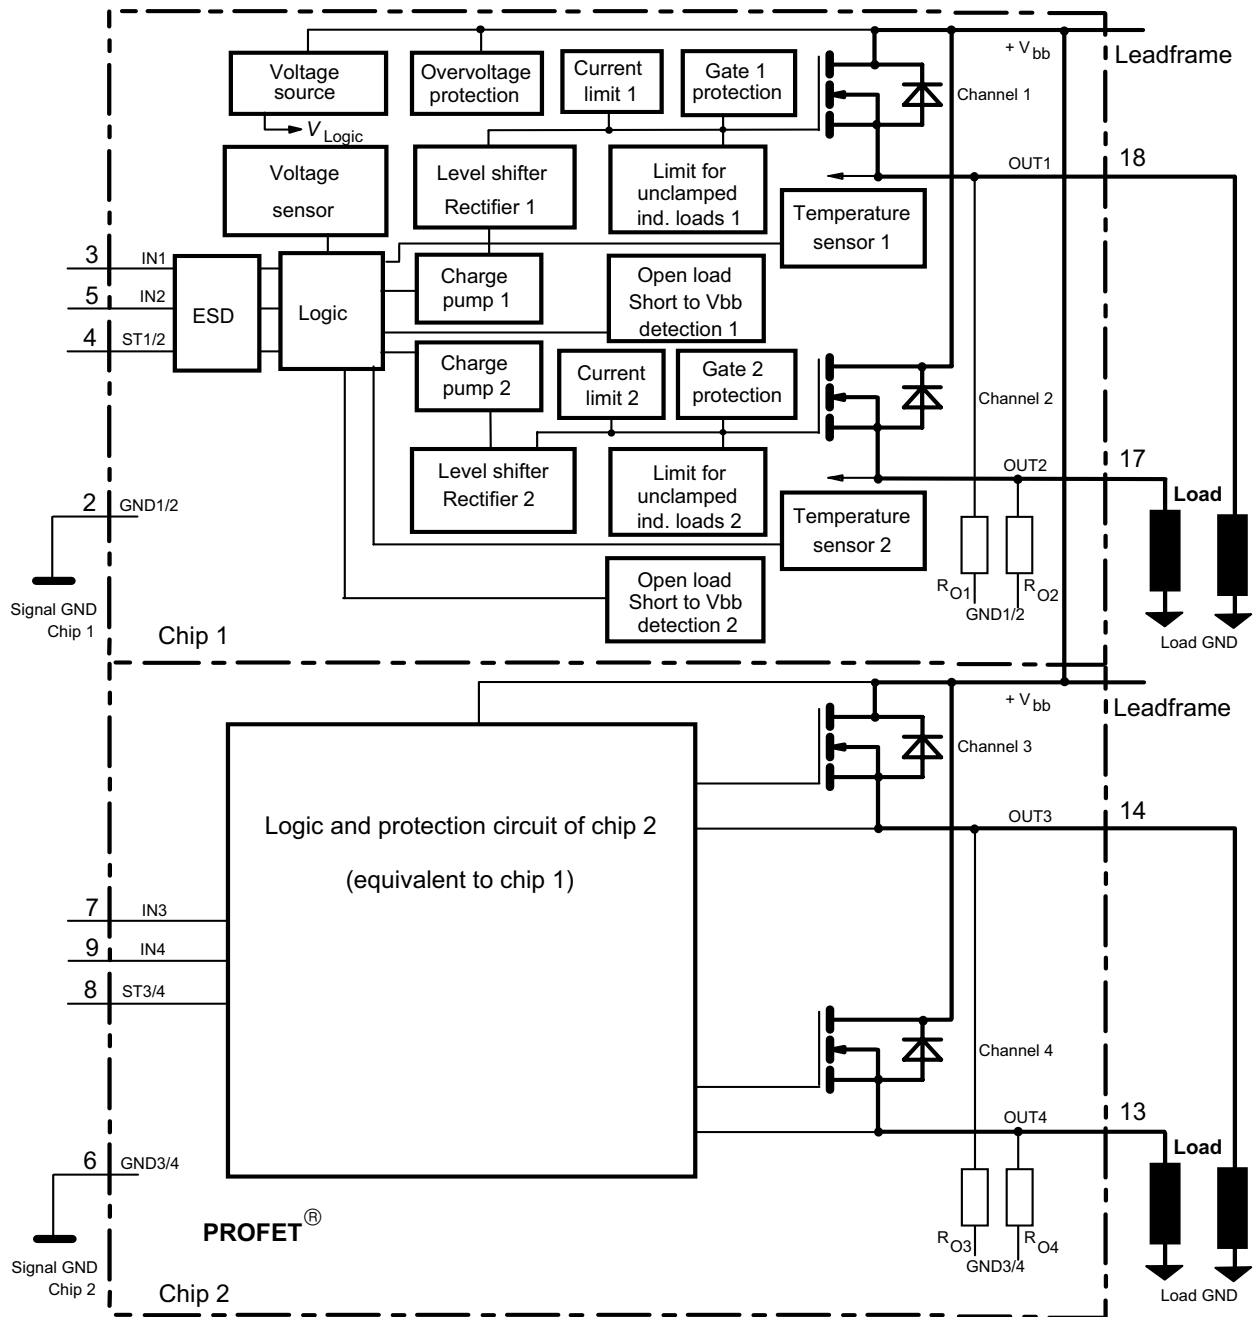 + Vbb
Leadframe
Voltage
source
Overvoltage
protection
Current
limit 1
Gate 1
protection
Channel 1
VLogic
Voltage
sensor
Level shifter
Rectifier 1
Limit for
unclamped
ind. loads 1
OUT1
18
Temperature
sensor 1
3
IN1
5
IN2
4
ST1/2
ESD
Logic
Charge
pump 1
Open load
Short to Vbb
detection 1
Charge
pump 2
Current
limit 2
Gate 2
protection
Channel 2
Level shifter
Rectifier 2
Limit for
unclamped
ind. loads 2
OUT2
17
Load
2
GND1/2
Temperature
sensor 2
Signal GND
Chip 1
Open load
Short to Vbb
detection 2
RO1
RO2
GND1/2
Load GND
Chip 1
+ Vbb
Leadframe
Channel 3
Logic and protection circuit of chip 2
(equivalent to chip 1)
OUT3
14
7
IN3
9
IN4
8
ST3/4
Channel 4
OUT4
13
Load
6
GND3/4
Signal GND
Chip 2
PROFET®
RO3
RO4
GND3/4
Load GND
Chip 2